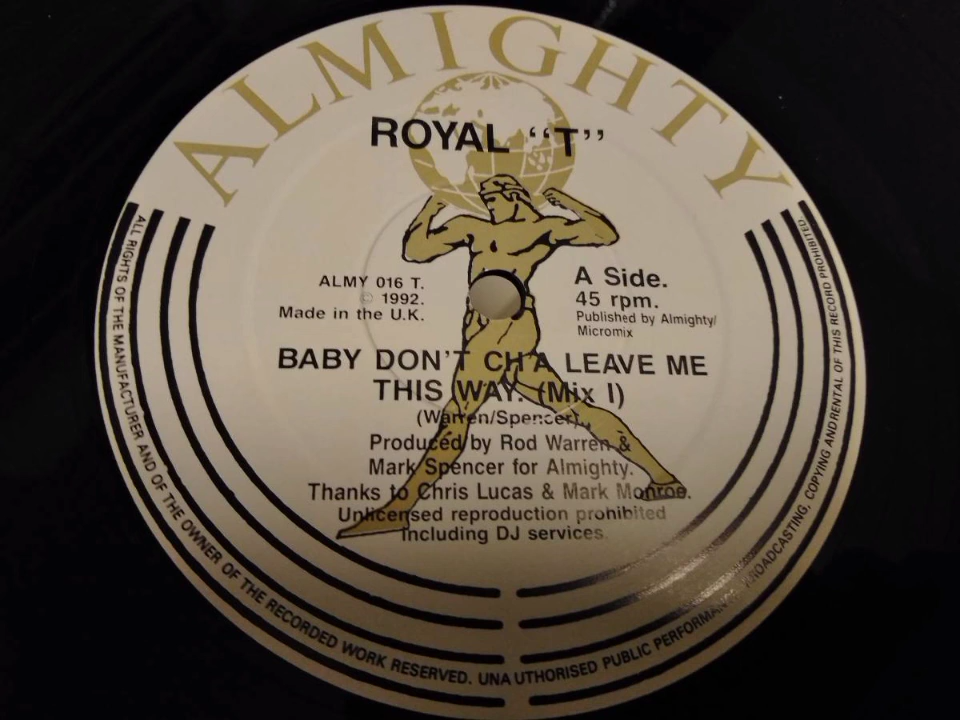 ALMIGHTY
ROYAL “T”
ALMY 016 T.
© 1992.
Made in the U.K.
A Side.
45 rpm.
Published by Almighty/
Micromix
BABY DON'T CH'A LEAVE ME
THIS WAY. (Mix I)
(Warren/Spencer).
Produced by Rod Warren &
Mark Spencer for Almighty.
Thanks to Chris Lucas & Mark Monroe.
Unlicensed reproduction prohibited
including DJ services.
ALL RIGHTS OF THE MANUFACTURER AND OF THE OWNER OF THE RECORDED WORK RESERVED. UNAUTHORISED PUBLIC PERFORMANCE, BROADCASTING, COPYING AND RENTAL OF THIS RECORD PROHIBITED.